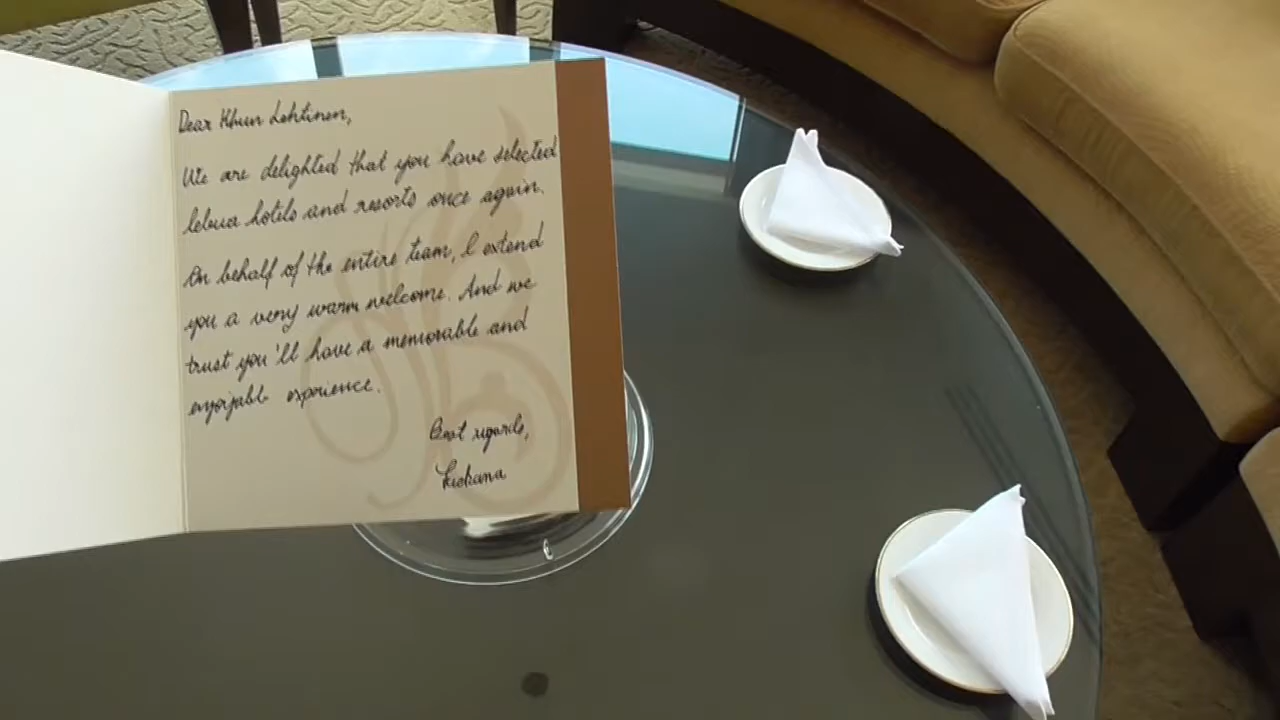 Dear Khun Lehtinen,
We are delighted that you have selected
lebua hotels and resorts once again.
On behalf of the entire team, I extend
you a very warm welcome. And we
trust you'll have a memorable and
enjoyable experience.
Best regards,